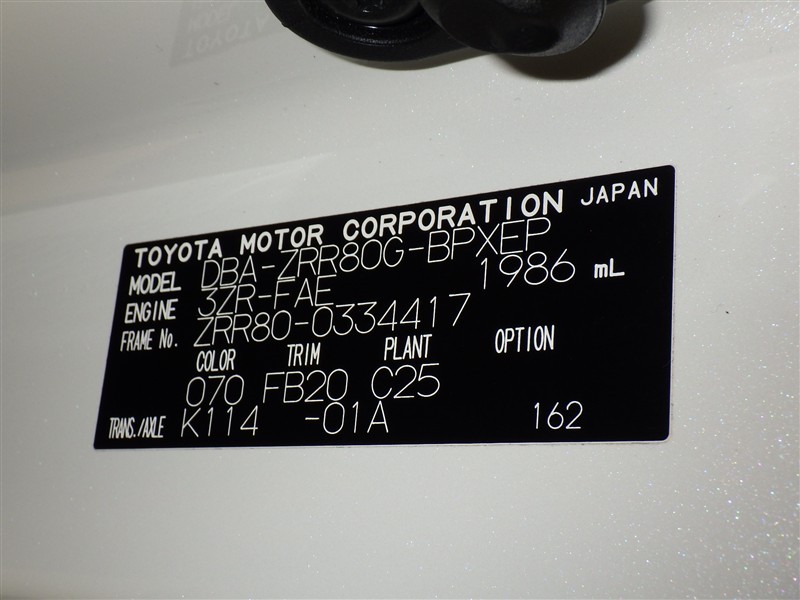 TOYOTA MOTOR CORPORATION JAPAN
MODEL DBA-ZRR80G-BPXEP
ENGINE 3ZR-FAE 1986 mL
FRAME No. ZRR80-0334417
COLOR TRIM PLANT OPTION
070 FB20 C25
TRANS./AXLE K114 -01A 162